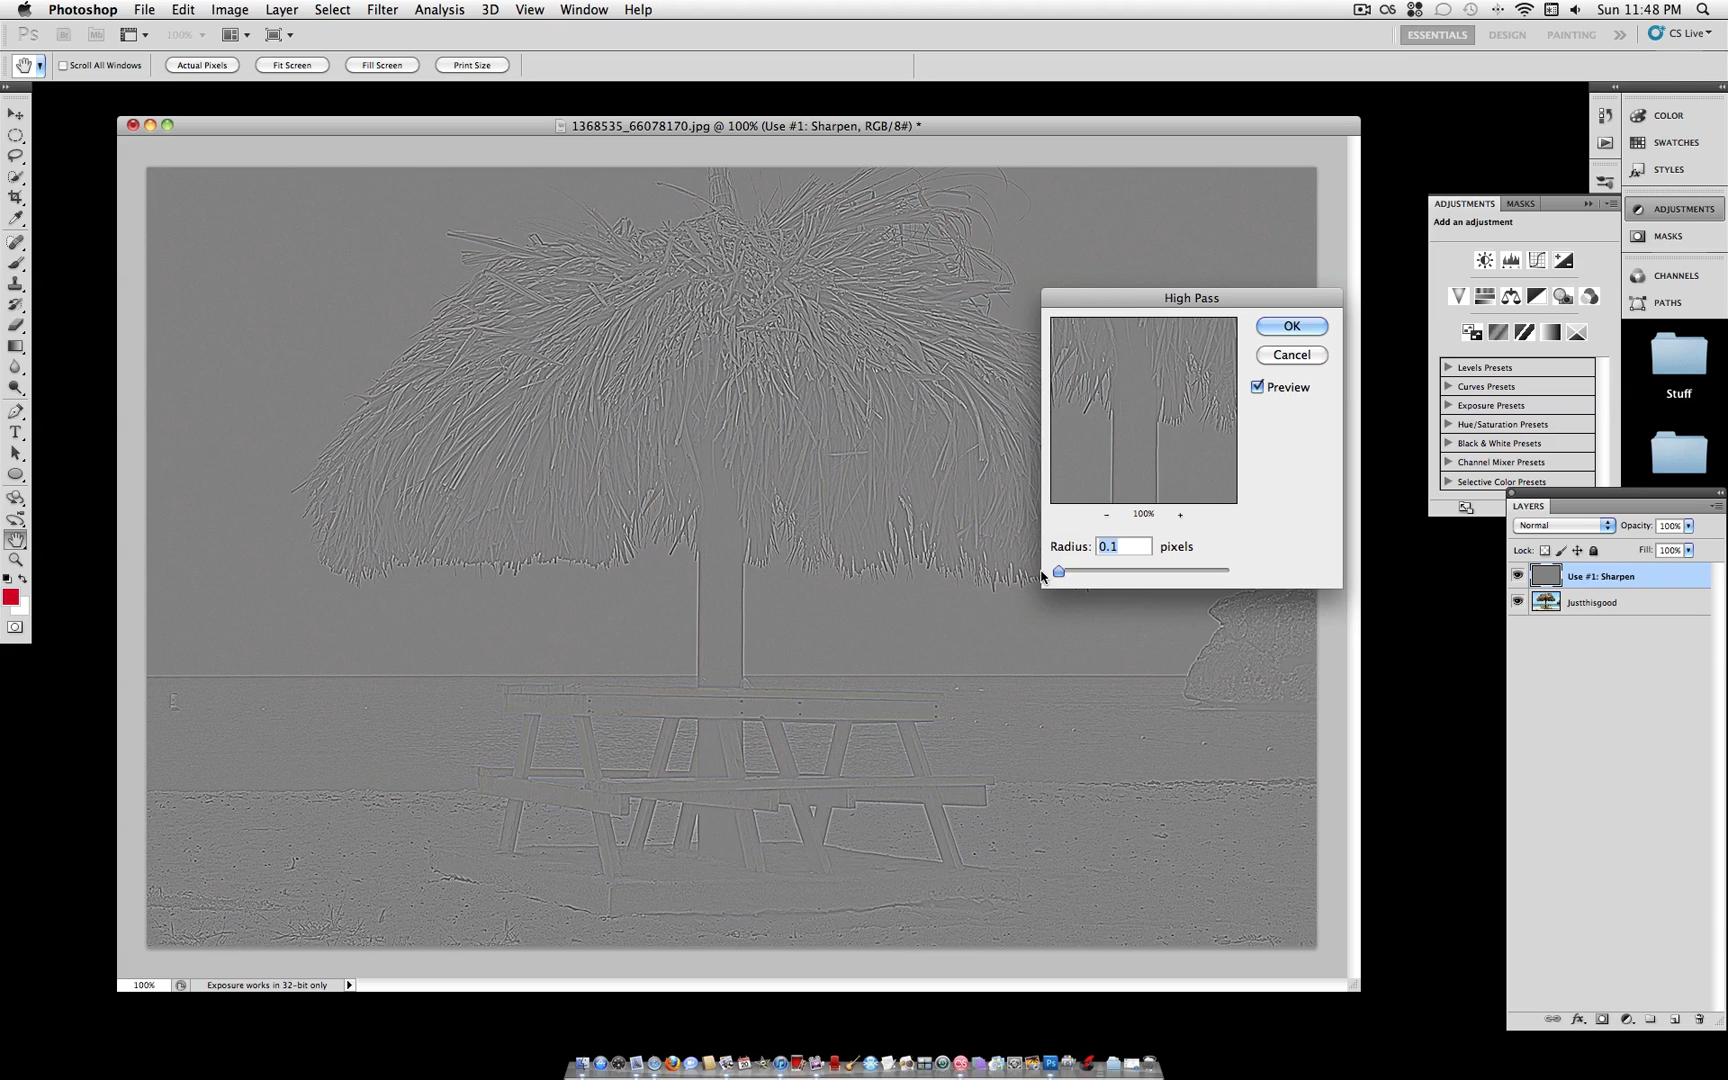 Photoshop File Edit Image Layer Select Filter Analysis 3D View Window Help Sun 11:48 PM
Ps Br Mb 100% ESSENTIALS DESIGN PAINTING CS Live
Scroll All Windows Actual Pixels Fit Screen Fill Screen Print Size
1368535_66078170.jpg @ 100% (Use #1: Sharpen, RGB/8#) *
COLOR
SWATCHES
STYLES
ADJUSTMENTS
MASKS
CHANNELS
PATHS
ADJUSTMENTS MASKS
Add an adjustment
Levels Presets
Curves Presets
Exposure Presets
Hue/Saturation Presets
Black & White Presets
Channel Mixer Presets
Selective Color Presets
Stuff
High Pass
OK
Cancel
Preview
− 100% +
Radius: 0.1 pixels
LAYERS
Normal Opacity: 100%
Lock: Fill: 100%
Use #1: Sharpen
Justthisgood
100% Exposure works in 32-bit only